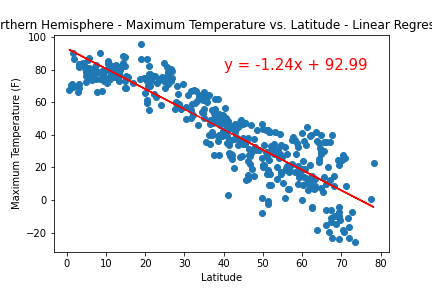 rthern Hemisphere - Maximum Temperature vs. Latitude - Linear Regres
100
80
60
40
20
0
−20
Maximum Temperature (F)
y = -1.24x + 92.99
0 10 20 30 40 50 60 70 80
Latitude